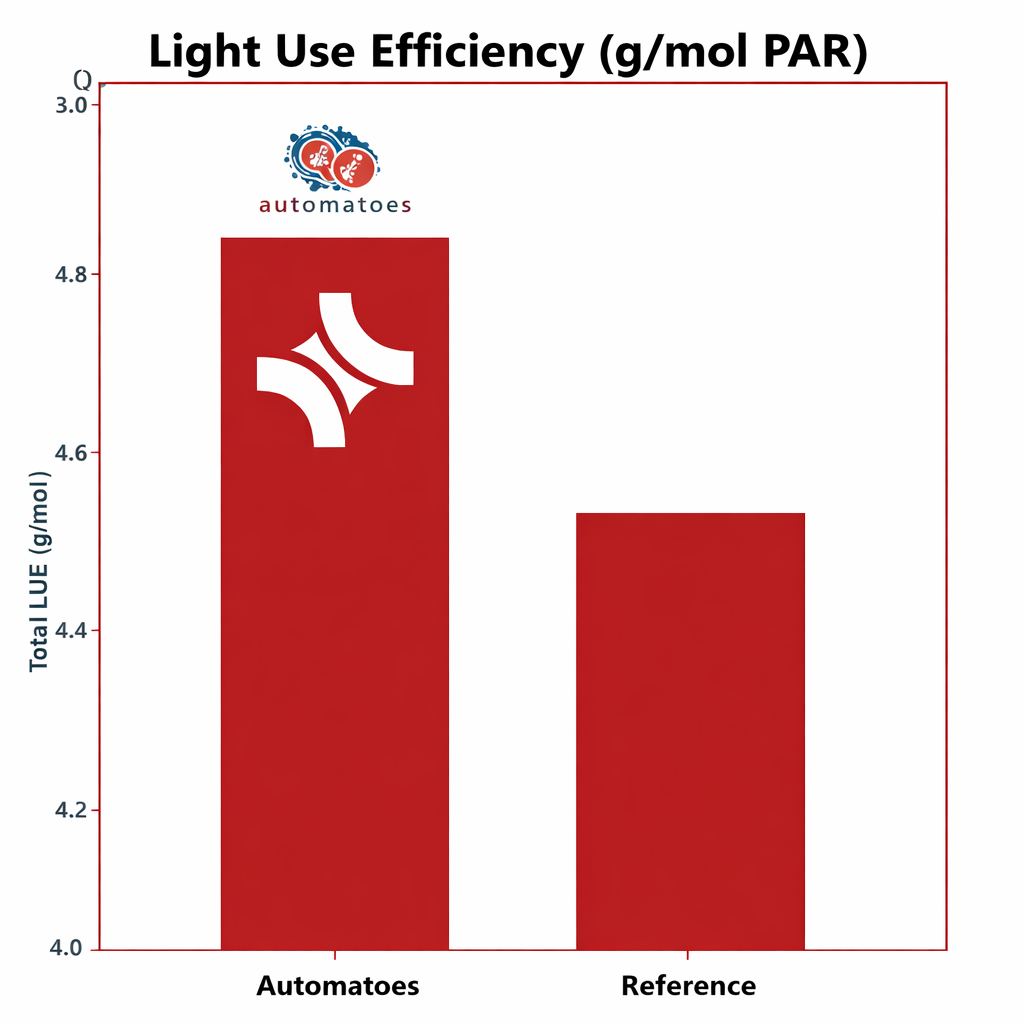 Light Use Efficiency (g/mol PAR)
Q
3.0
automatoes
4.8
4.6
4.4
4.2
4.0
Total LUE (g/mol)
Automatoes
Reference